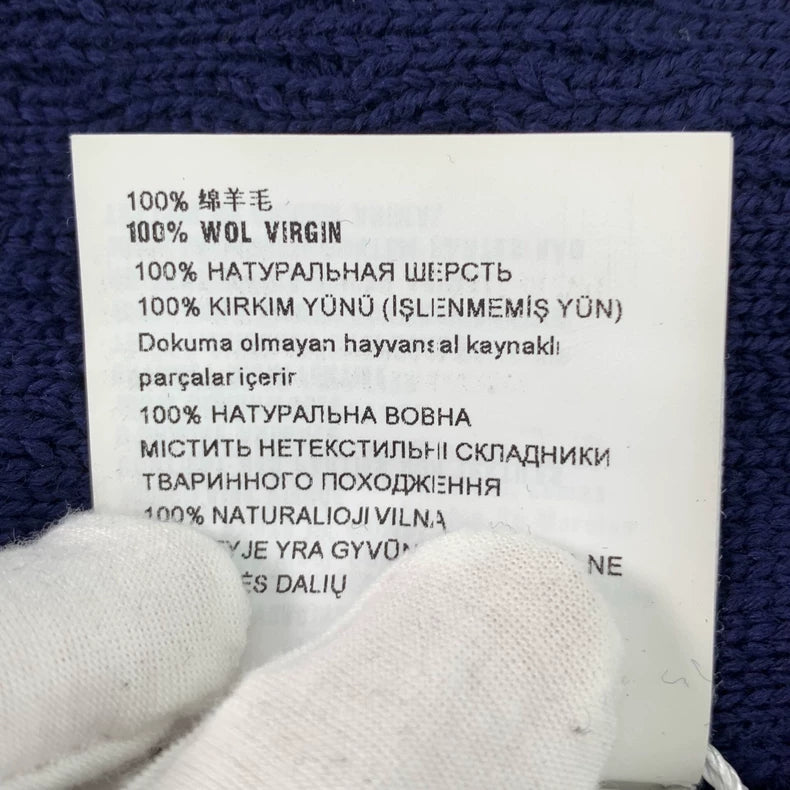 100% 绵羊毛
100% WOL VIRGIN
100% НАТУРАЛЬНАЯ ШЕРСТЬ
100% KIRKIM YÜNÜ (İŞLENMEMİŞ YÜN)
Dokuma olmayan hayvansal kaynaklı
parçalar içerir
100% НАТУРАЛЬНА ВОВНА
МІСТИТЬ НЕТЕКСТИЛЬНІ СКЛАДНИКИ
ТВАРИННОГО ПОХОДЖЕННЯ
100% NATURALIOJI VILNA
YRA NE
DALIŲ